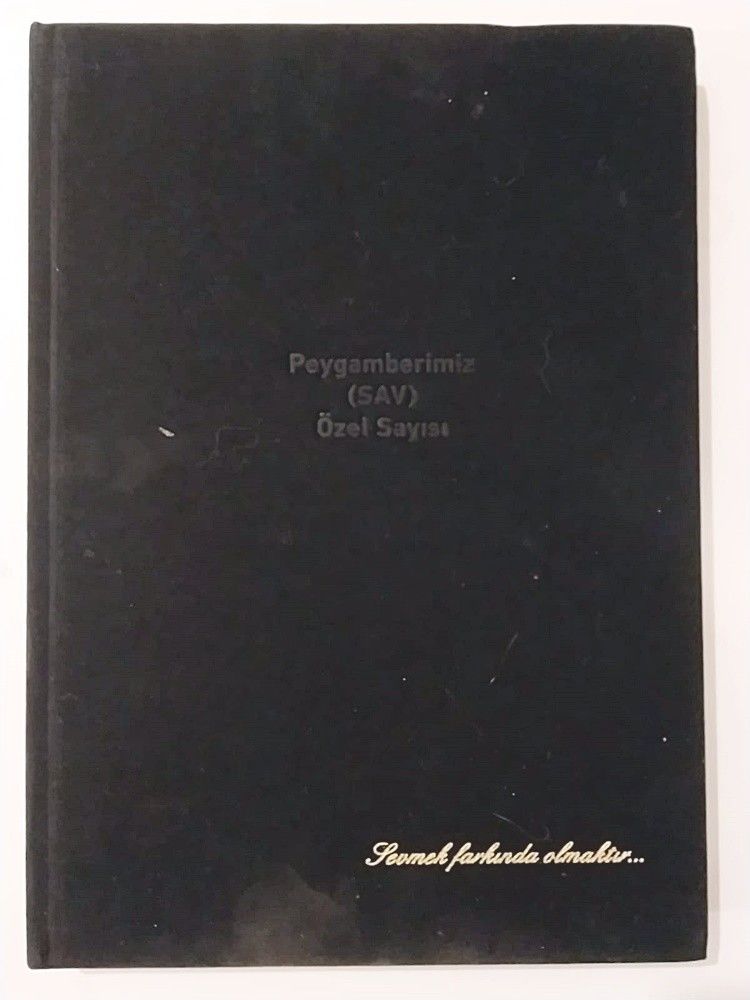 Peygamberimiz
(SAV)
Özel Sayısı
Sevmek farkında olmaktır...